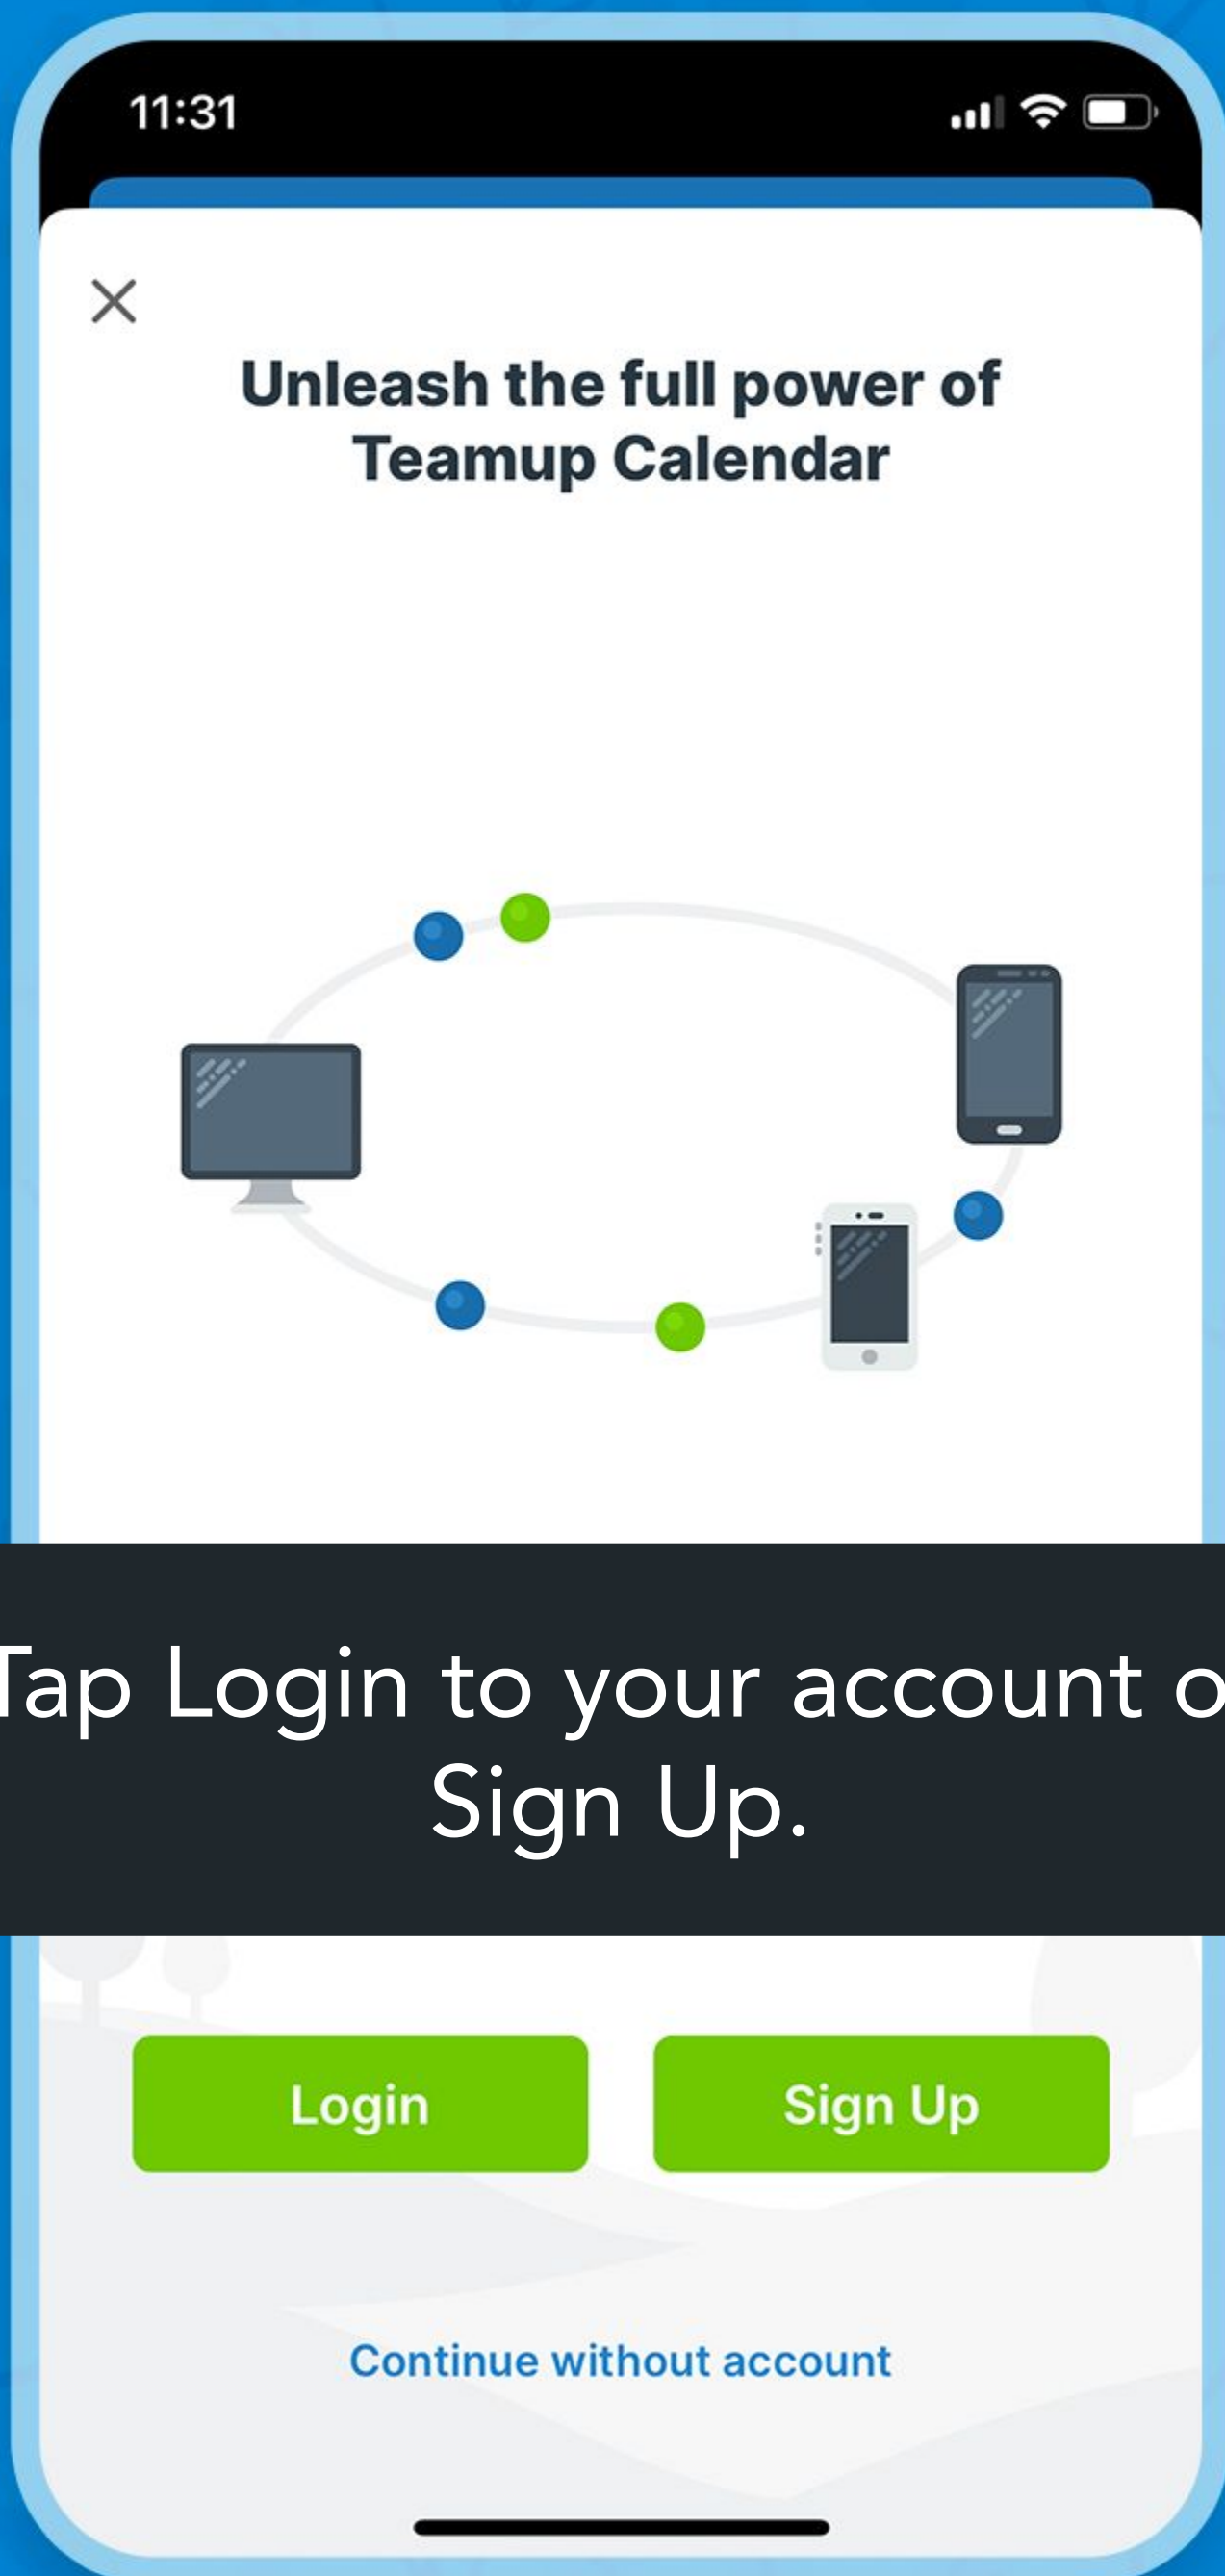 11:31
Unleash the full power of
Teamup Calendar
Tap Login to your account o
Sign Up.
Login
Sign Up
Continue without account